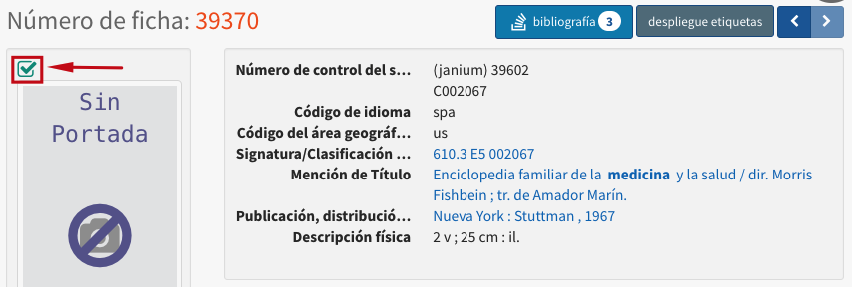 Número de ficha: 39370
bibliografía 3
despliegue etiquetas
Sin
Portada
Número de control del s... (janium) 39602
C002067
Código de idioma spa
Código del área geográf... us
Signatura/Clasificación ... 610.3 E5 002067
Mención de Título Enciclopedia familiar de la medicina y la salud / dir. Morris
Fishbein ; tr. de Amador Marín.
Publicación, distribució... Nueva York : Stuttman , 1967
Descripción física 2 v ; 25 cm : il.